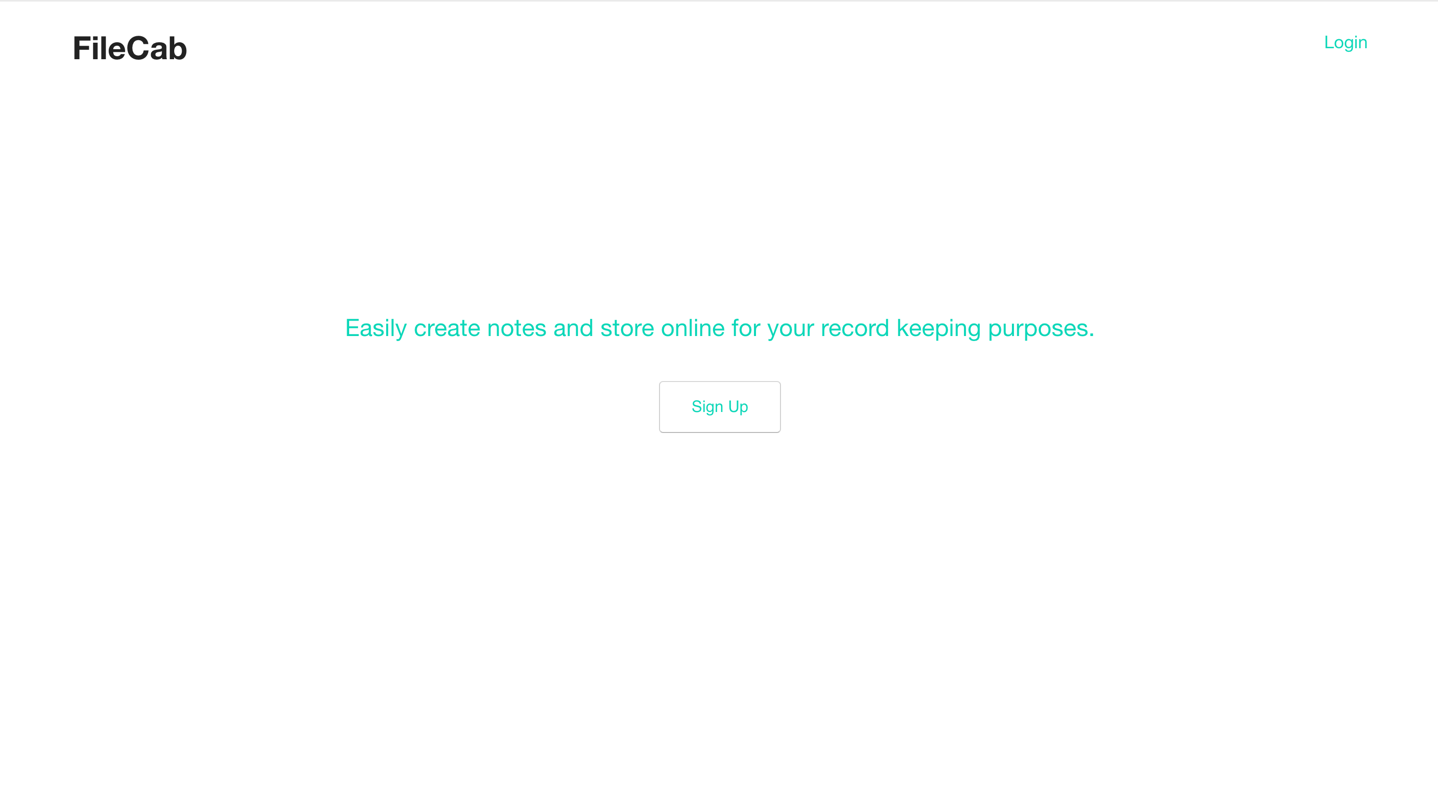 FileCab
Login
Easily create notes and store online for your record keeping purposes.
Sign Up